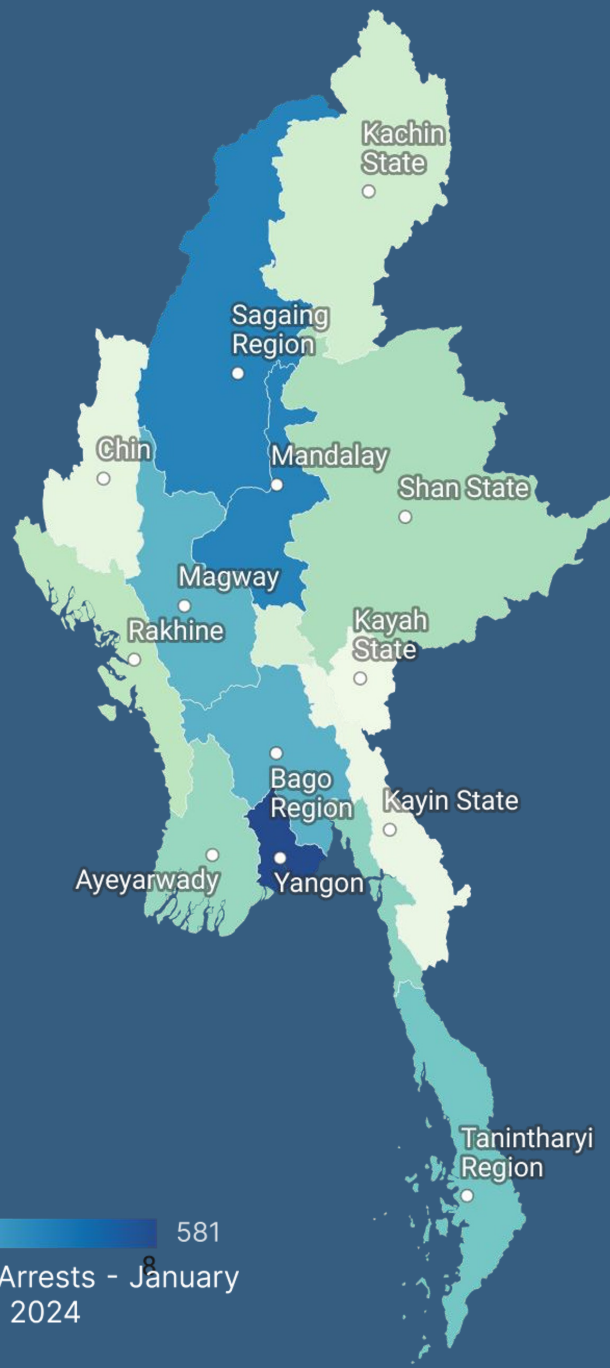 Kachin
State
Sagaing
Region
Chin
Mandalay
Shan State
Magway
Kayah
State
Rakhine
Bago
Region
Kayin State
Ayeyarwady
Yangon
Tanintharyi
Region
581
8
Arrests - January
2024